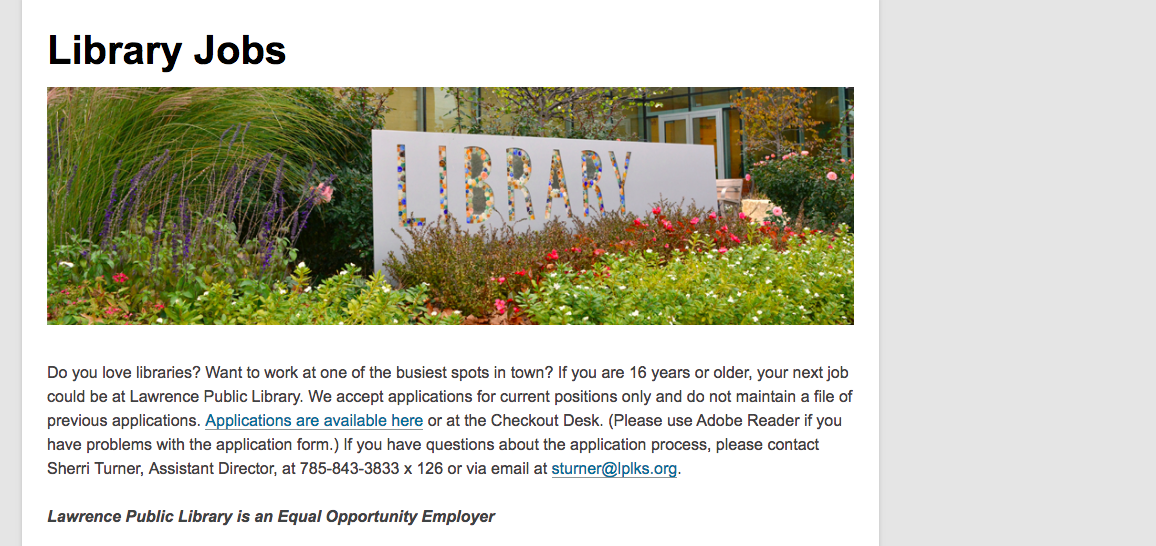 Library Jobs
LIBRARY
Do you love libraries? Want to work at one of the busiest spots in town? If you are 16 years or older, your next job
could be at Lawrence Public Library. We accept applications for current positions only and do not maintain a file of
previous applications. Applications are available here or at the Checkout Desk. (Please use Adobe Reader if you
have problems with the application form.) If you have questions about the application process, please contact
Sherri Turner, Assistant Director, at 785-843-3833 x 126 or via email at sturner@lplks.org.
Lawrence Public Library is an Equal Opportunity Employer